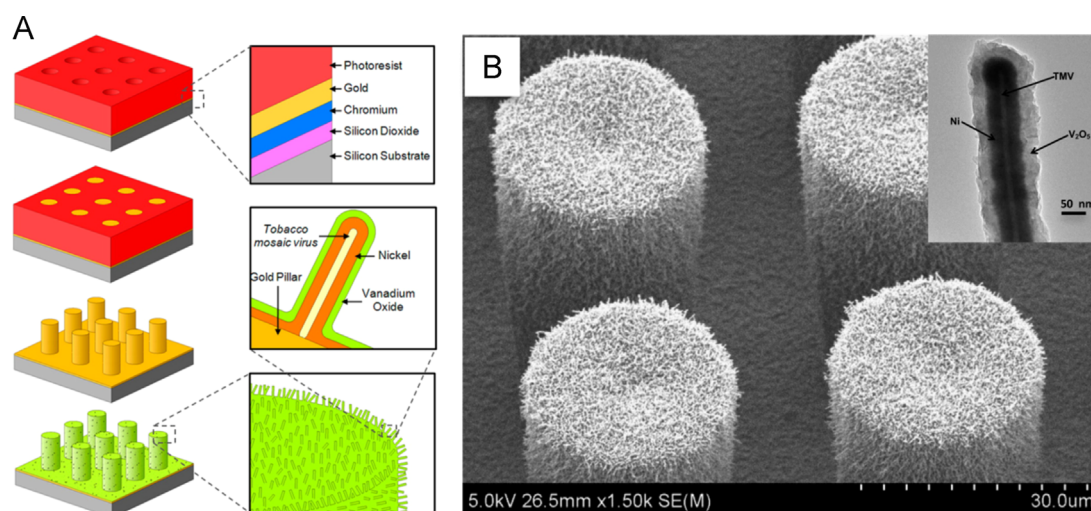 A
Photoresist
Gold
Chromium
Silicon Dioxide
Silicon Substrate
Tobacco
mosaic virus
Nickel
Gold Pillar
Vanadium
Oxide
B
TMV
Ni
V₂O₅
50 nm
5.0kV 26.5mm x1.50k SE(M)
30.0um